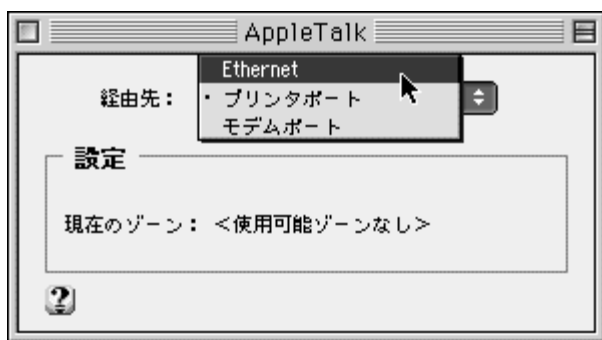 AppleTalk
Ethernet
経由先： ・プリンタポート
モデムポート
設定
現在のゾーン： ＜使用可能ゾーンなし＞
?